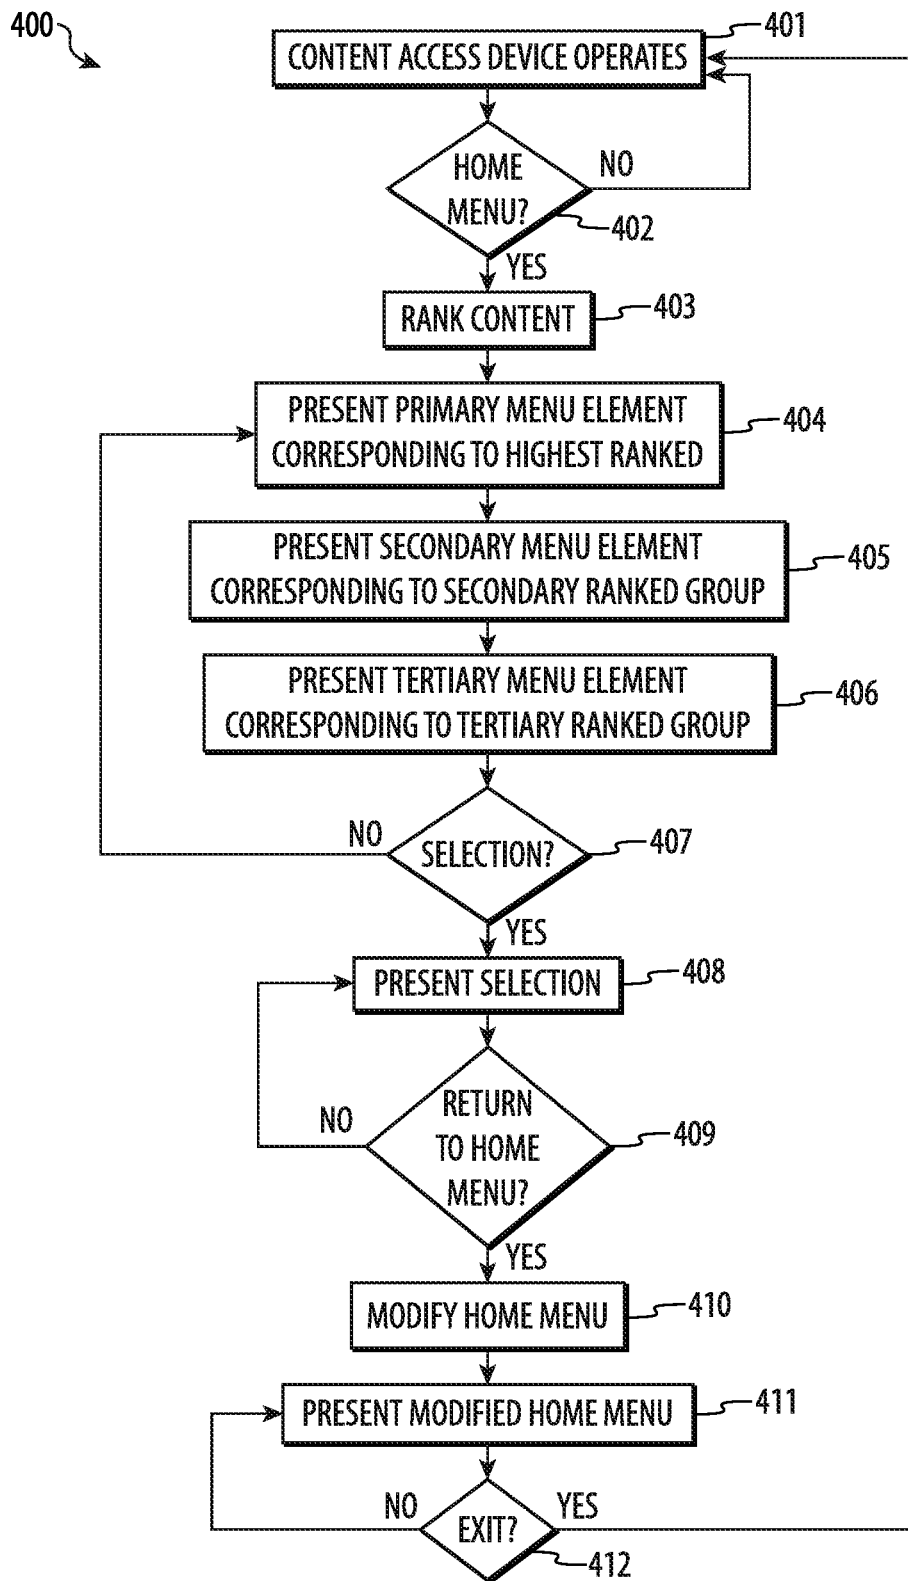 400
401
CONTENT ACCESS DEVICE OPERATES
HOME
MENU?
NO
402
YES
403
RANK CONTENT
PRESENT PRIMARY MENU ELEMENT
CORRESPONDING TO HIGHEST RANKED
404
PRESENT SECONDARY MENU ELEMENT
CORRESPONDING TO SECONDARY RANKED GROUP
405
PRESENT TERTIARY MENU ELEMENT
CORRESPONDING TO TERTIARY RANKED GROUP
406
NO
SELECTION?
407
YES
PRESENT SELECTION
408
NO
RETURN
TO HOME
MENU?
409
YES
MODIFY HOME MENU
410
PRESENT MODIFIED HOME MENU
411
NO
EXIT?
YES
412